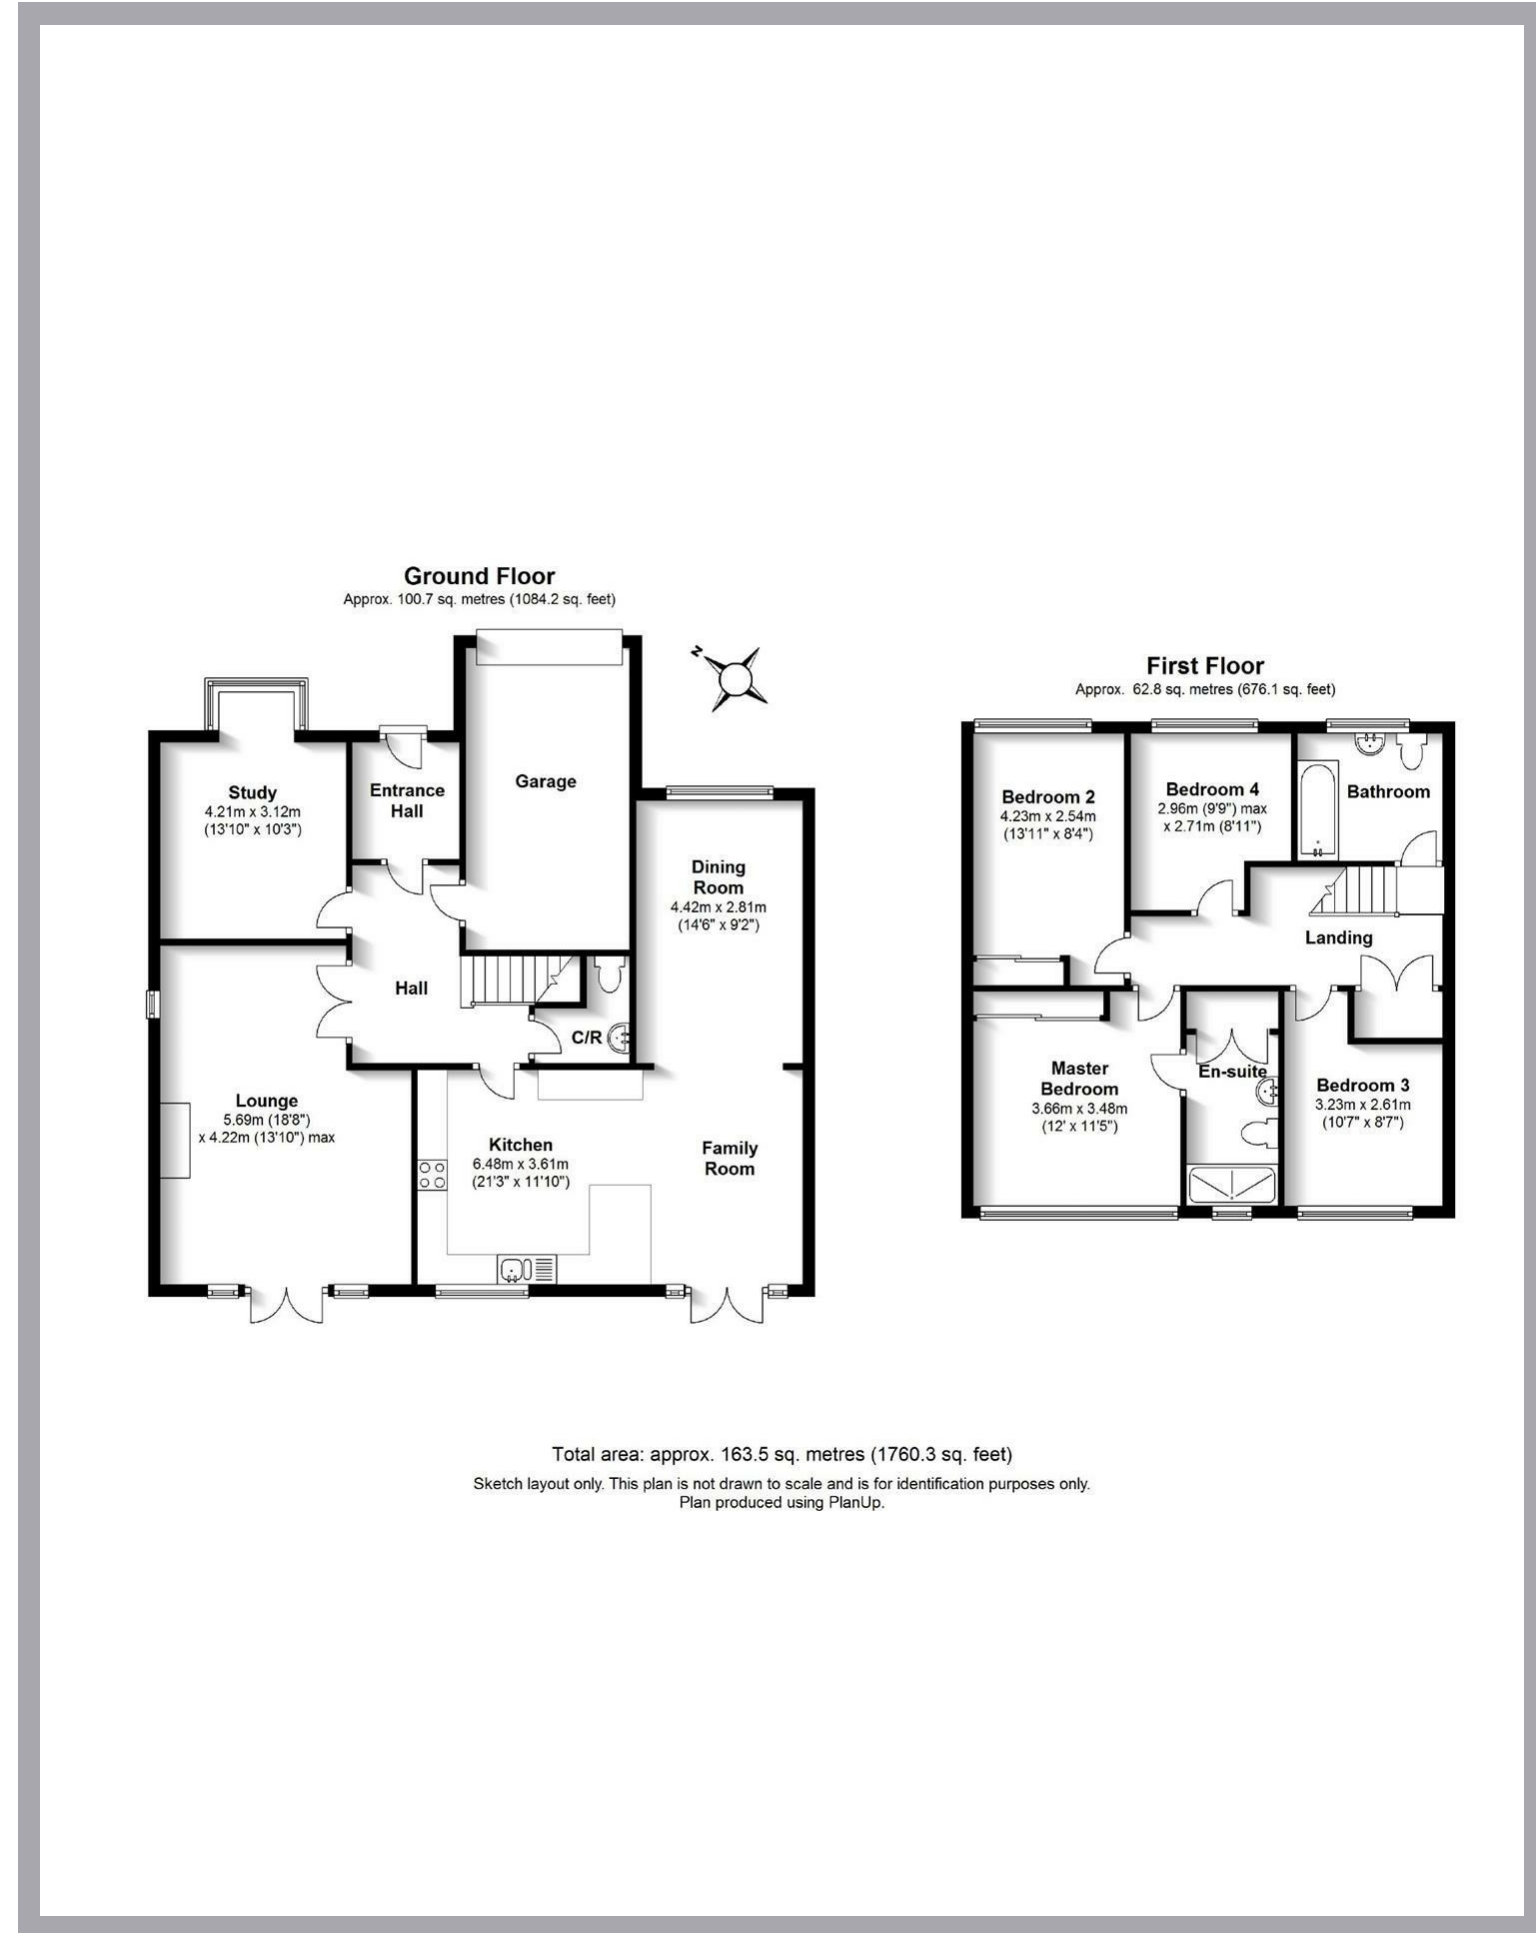 Ground Floor
Approx. 100.7 sq. metres (1084.2 sq. feet)
N
Study
4.21m x 3.12m
(13'10" x 10'3")
Entrance
Hall
Garage
Dining
Room
4.42m x 2.81m
(14'6" x 9'2")
Hall
C/R
Lounge
5.69m (18'8")
x 4.22m (13'10") max
Kitchen
6.48m x 3.61m
(21'3" x 11'10")
Family
Room
First Floor
Approx. 62.8 sq. metres (676.1 sq. feet)
Bedroom 2
4.23m x 2.54m
(13'11" x 8'4")
Bedroom 4
2.96m (9'9") max
x 2.71m (8'11")
Bathroom
Landing
Master
Bedroom
3.66m x 3.48m
(12' x 11'5")
En-suite
Bedroom 3
3.23m x 2.61m
(10'7" x 8'7")
Total area: approx. 163.5 sq. metres (1760.3 sq. feet)
Sketch layout only. This plan is not drawn to scale and is for identification purposes only.
Plan produced using PlanUp.